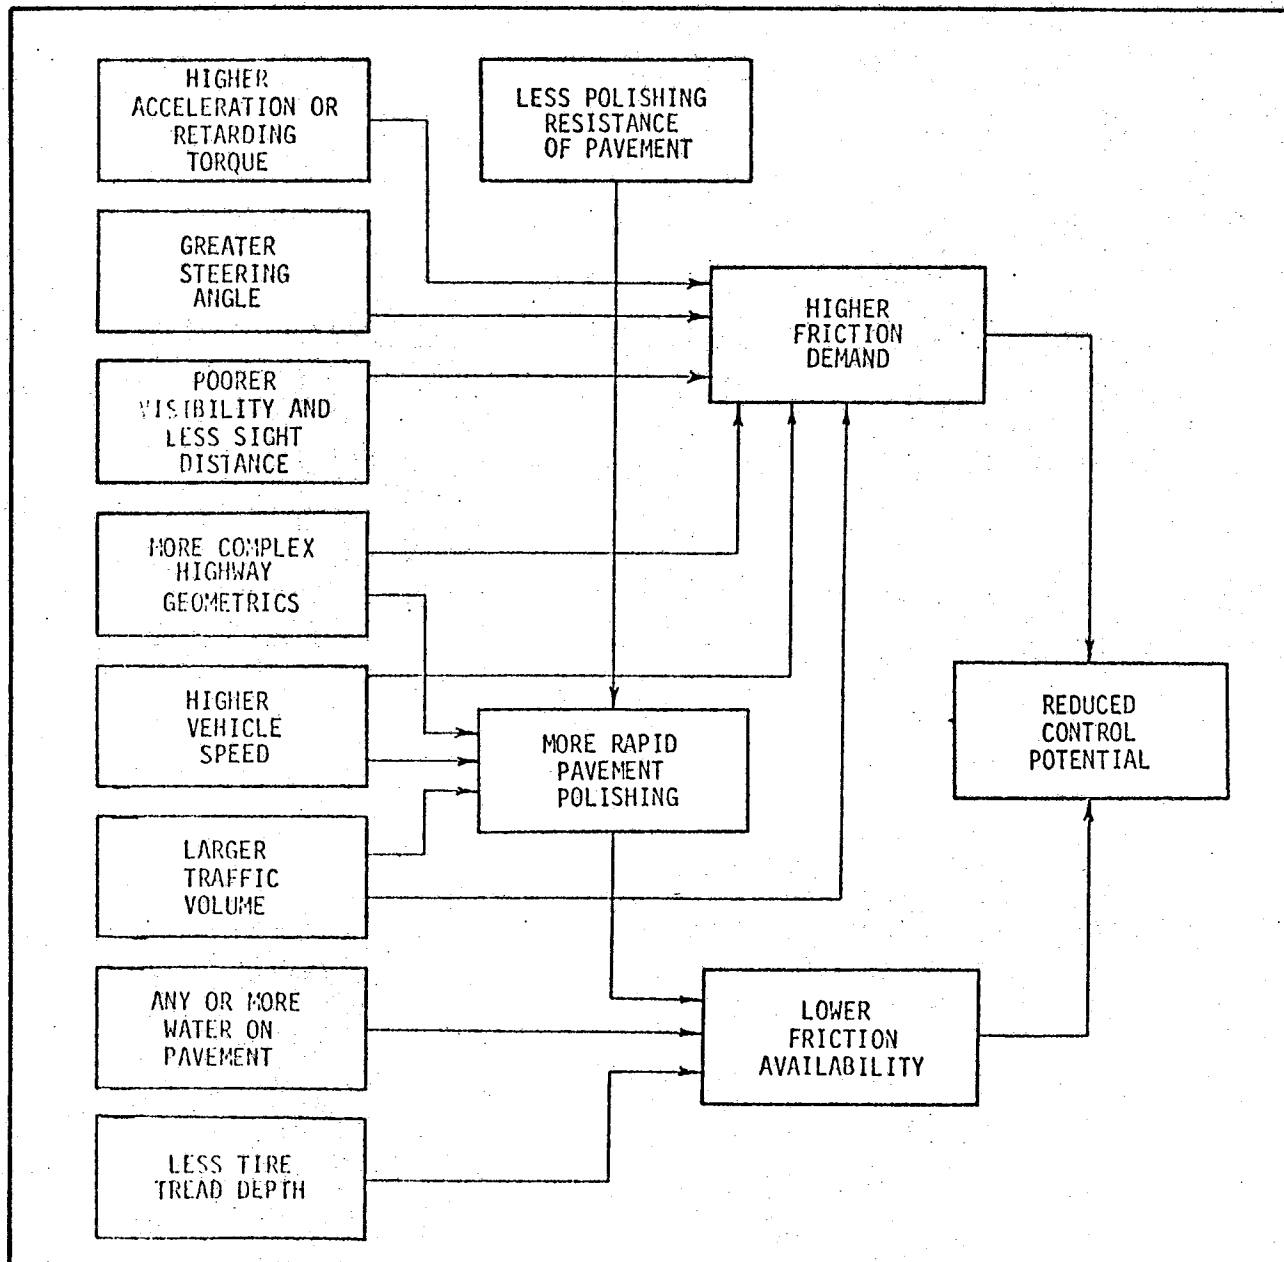 HIGHER
ACCELERATION OR
RETARDING
TORQUE
LESS POLISHING
RESISTANCE
OF PAVEMENT
GREATER
STEERING
ANGLE
HIGHER
FRICTION
DEMAND
POORER
VISIBILITY AND
LESS SIGHT
DISTANCE
MORE COMPLEX
HIGHWAY
GEOMETRICS
HIGHER
VEHICLE
SPEED
MORE RAPID
PAVEMENT
POLISHING
REDUCED
CONTROL
POTENTIAL
LARGER
TRAFFIC
VOLUME
ANY OR MORE
WATER ON
PAVEMENT
LOWER
FRICTION
AVAILABILITY
LESS TIRE
TREAD DEPTH